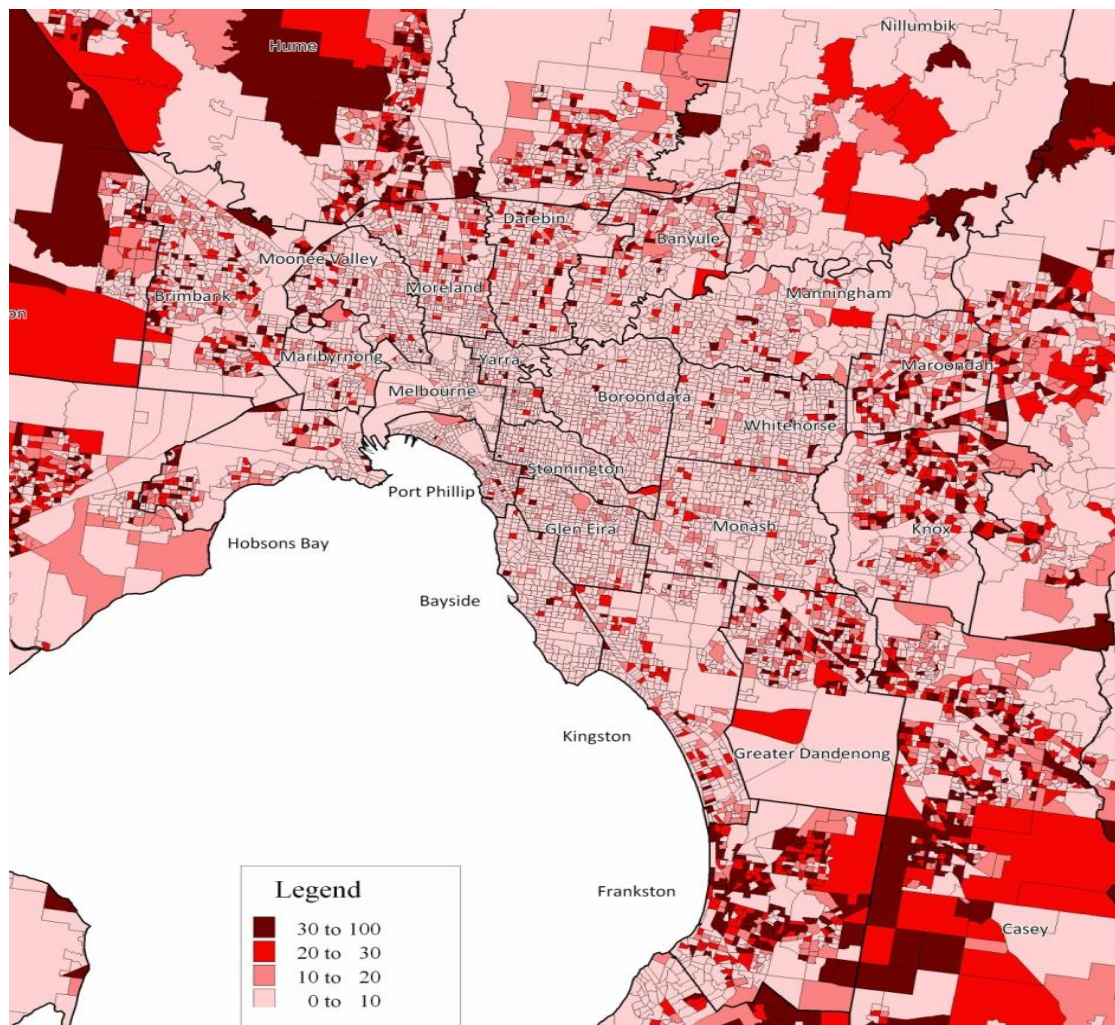 Nillumbik
Hume
Darebin
Banyule
Moonee Valley
Moreland
Manningham
Brimbank
on
Maribyrnong
Yarra
Maroondah
Melbourne
Boroondara
Whitehorse
Stonnington
Port Phillip
Glen Eira
Monash
Knox
Hobsons Bay
Bayside
Kingston
Greater Dandenong
Frankston
Casey
Legend
30 to 100
20 to 30
10 to 20
0 to 10